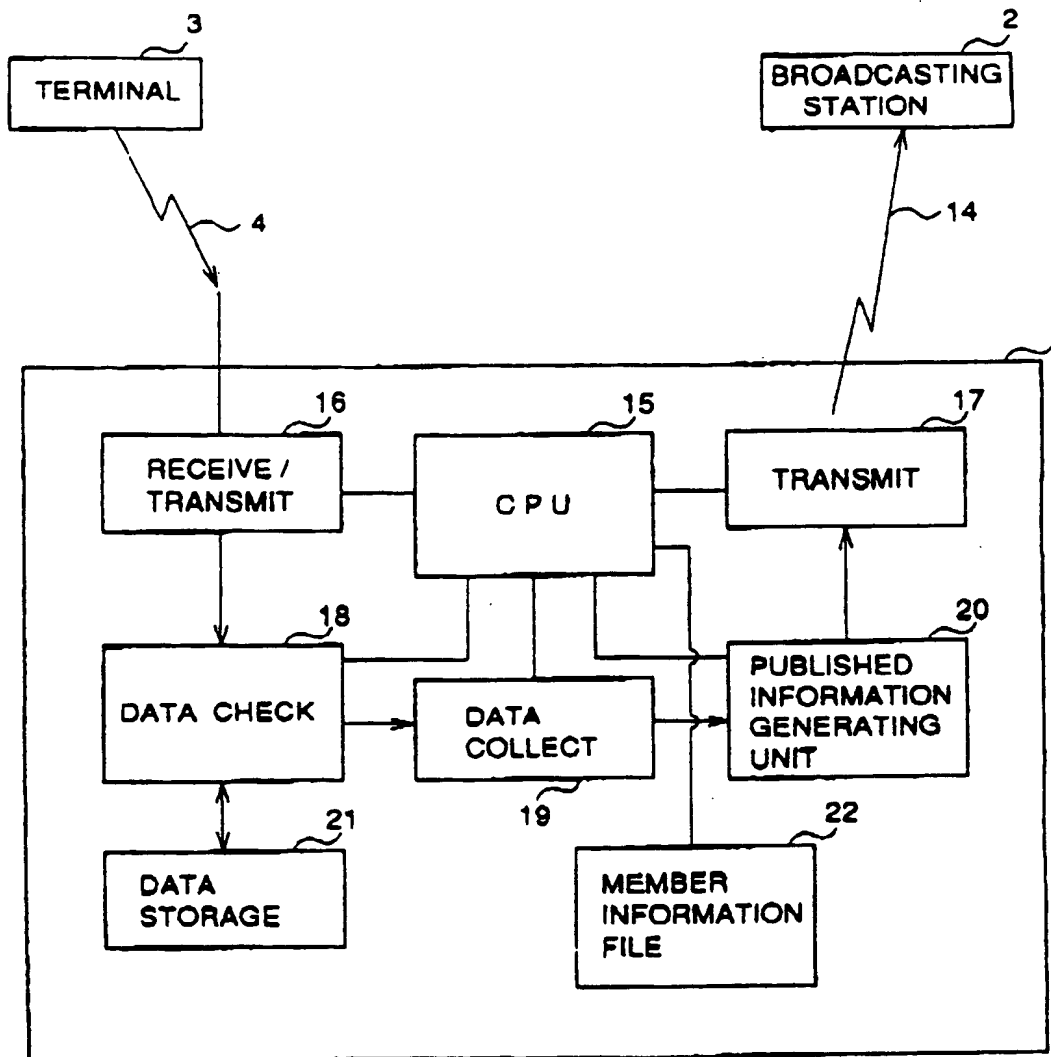 3
TERMINAL
2
BROADCASTING
STATION
4
14
16
RECEIVE /
TRANSMIT
15
CPU
17
TRANSMIT
18
DATA CHECK
DATA
COLLECT
19
20
PUBLISHED
INFORMATION
GENERATING
UNIT
21
DATA
STORAGE
22
MEMBER
INFORMATION
FILE